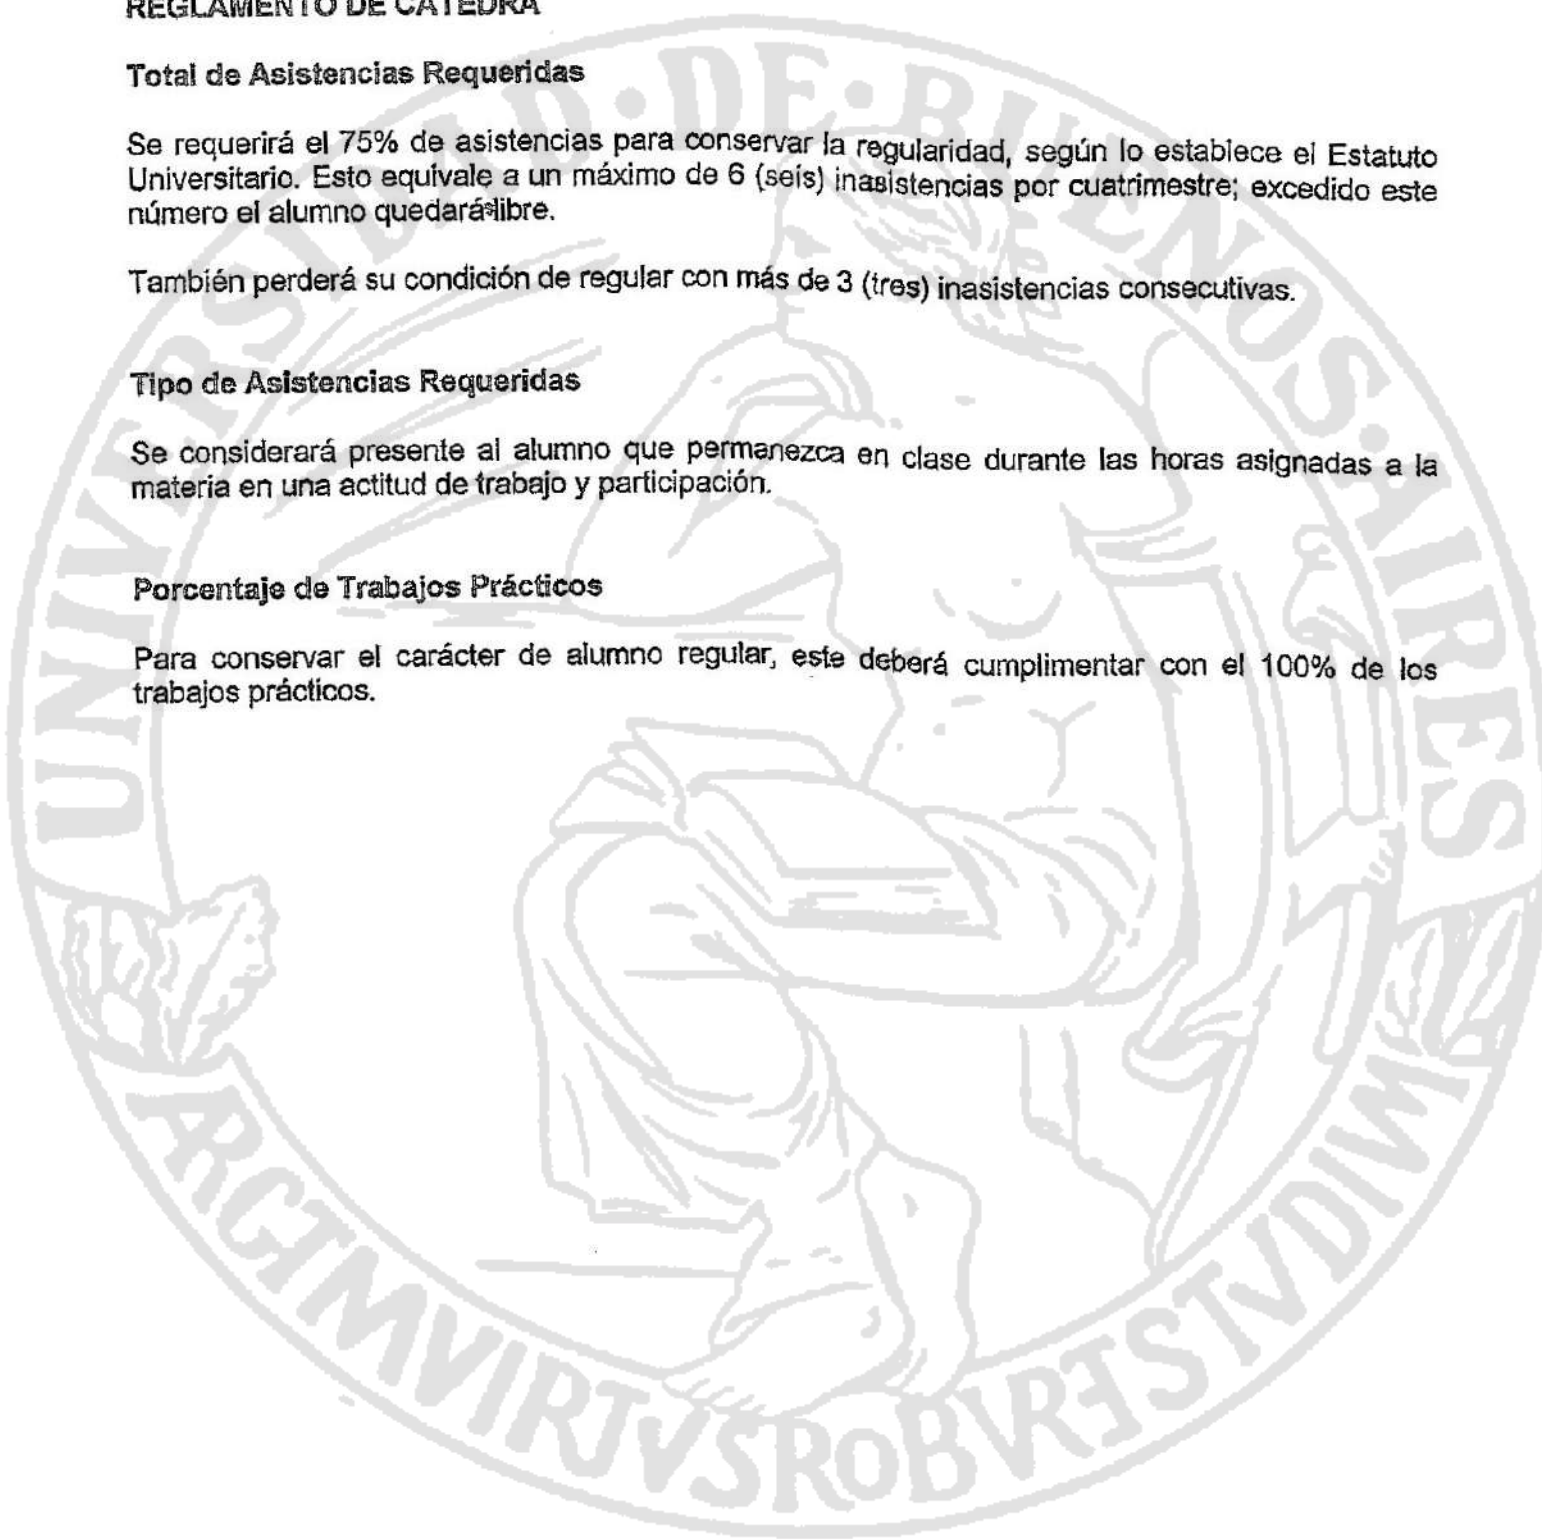 REGLAMENTO DE CATEDRA
Total de Asistencias Requeridas
Se requerirá el 75% de asistencias para conservar la regularidad, según lo establece el Estatuto
Universitario. Esto equivale a un máximo de 6 (seis) inasistencias por cuatrimestre; excedido este
número el alumno quedará libre.
También perderá su condición de regular con más de 3 (tres) inasistencias consecutivas.
Tipo de Asistencias Requeridas
Se considerará presente al alumno que permanezca en clase durante las horas asignadas a la
materia en una actitud de trabajo y participación.
Porcentaje de Trabajos Prácticos
Para conservar el carácter de alumno regular, este deberá cumplimentar con el 100% de los
trabajos prácticos.
UNIVERSIDAD·DE·BUENOS·AIRES
ARGTMVIRTVSROBVRETSTVDIVM